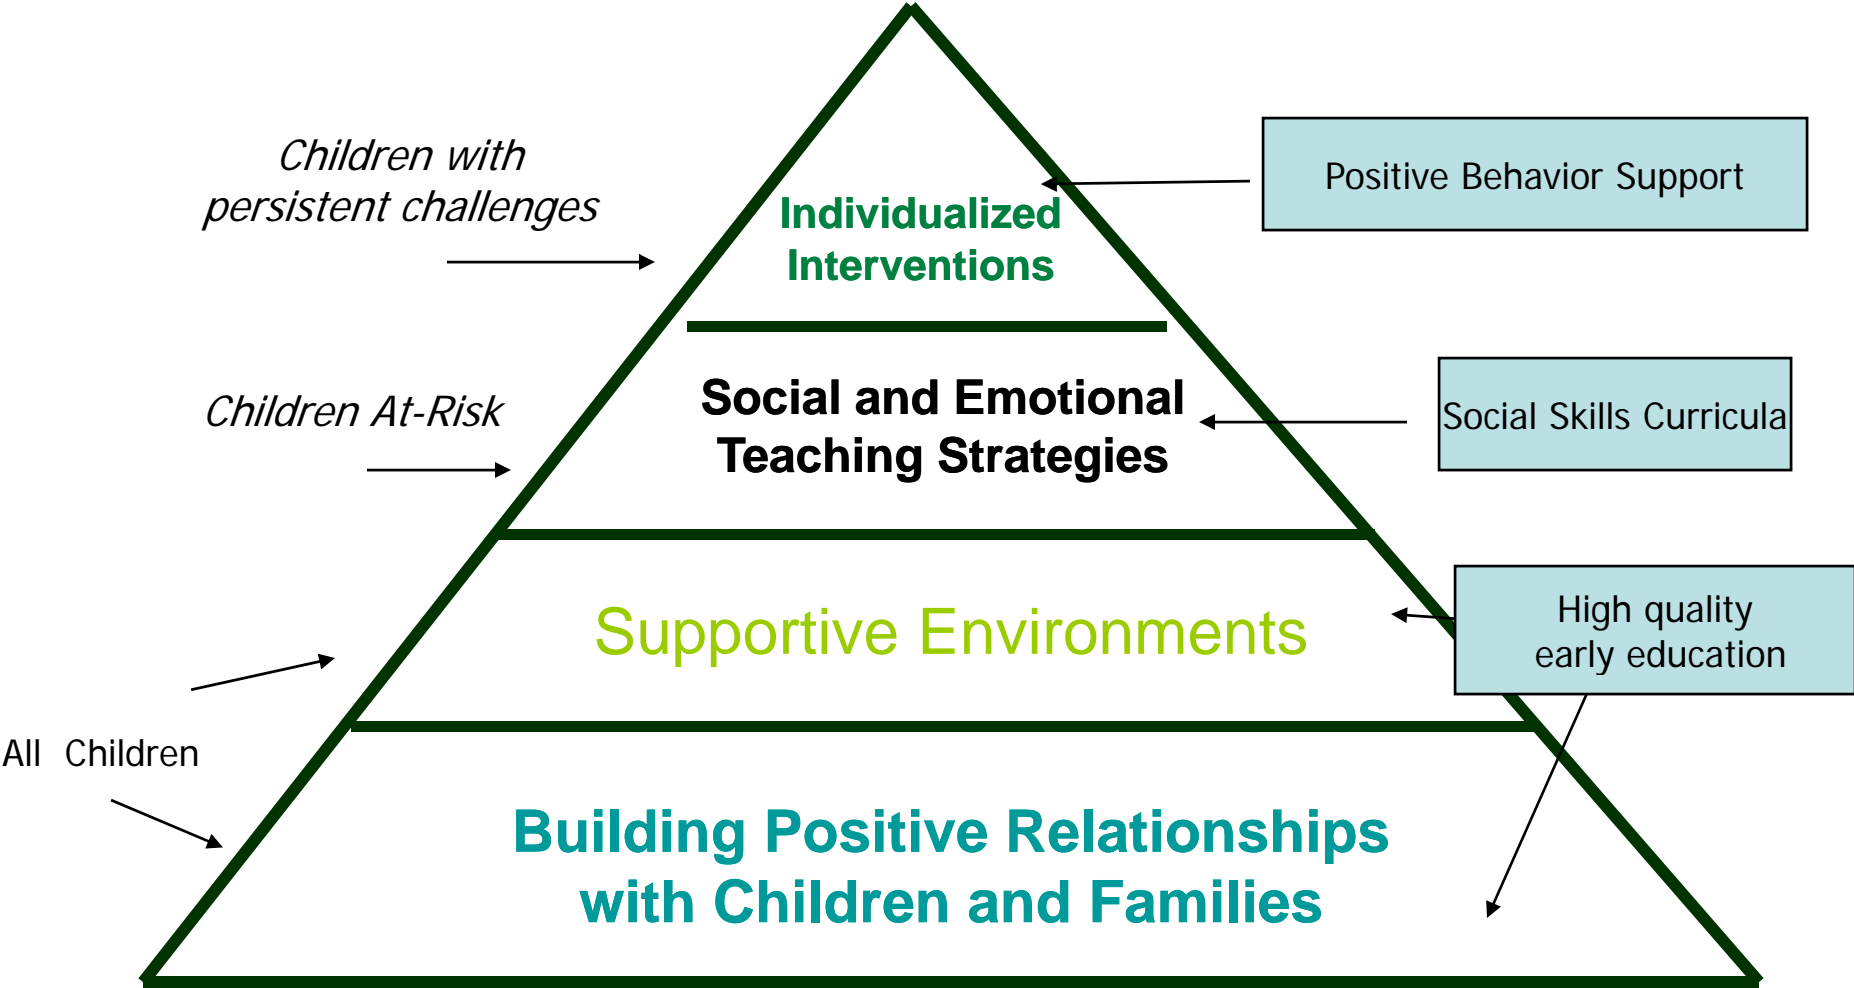 Children with
persistent challenges
Individualized
Interventions
Positive Behavior Support
Children At-Risk
Social and Emotional
Teaching Strategies
Social Skills Curricula
Supportive Environments
High quality
early education
All Children
Building Positive Relationships
with Children and Families